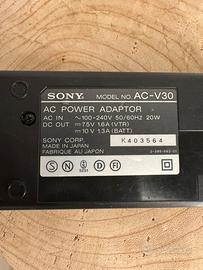 SONY. MODEL NO. AC-V30
AC POWER ADAPTOR
AC IN ~100-240V 50/60HZ 20W
DC OUT ⎓7.5V 1.6A (VTR)
⎓10 V 1.3A (BATT)
SONY CORP.
MADE IN JAPAN
FABRIQUE AU JAPON
K403564